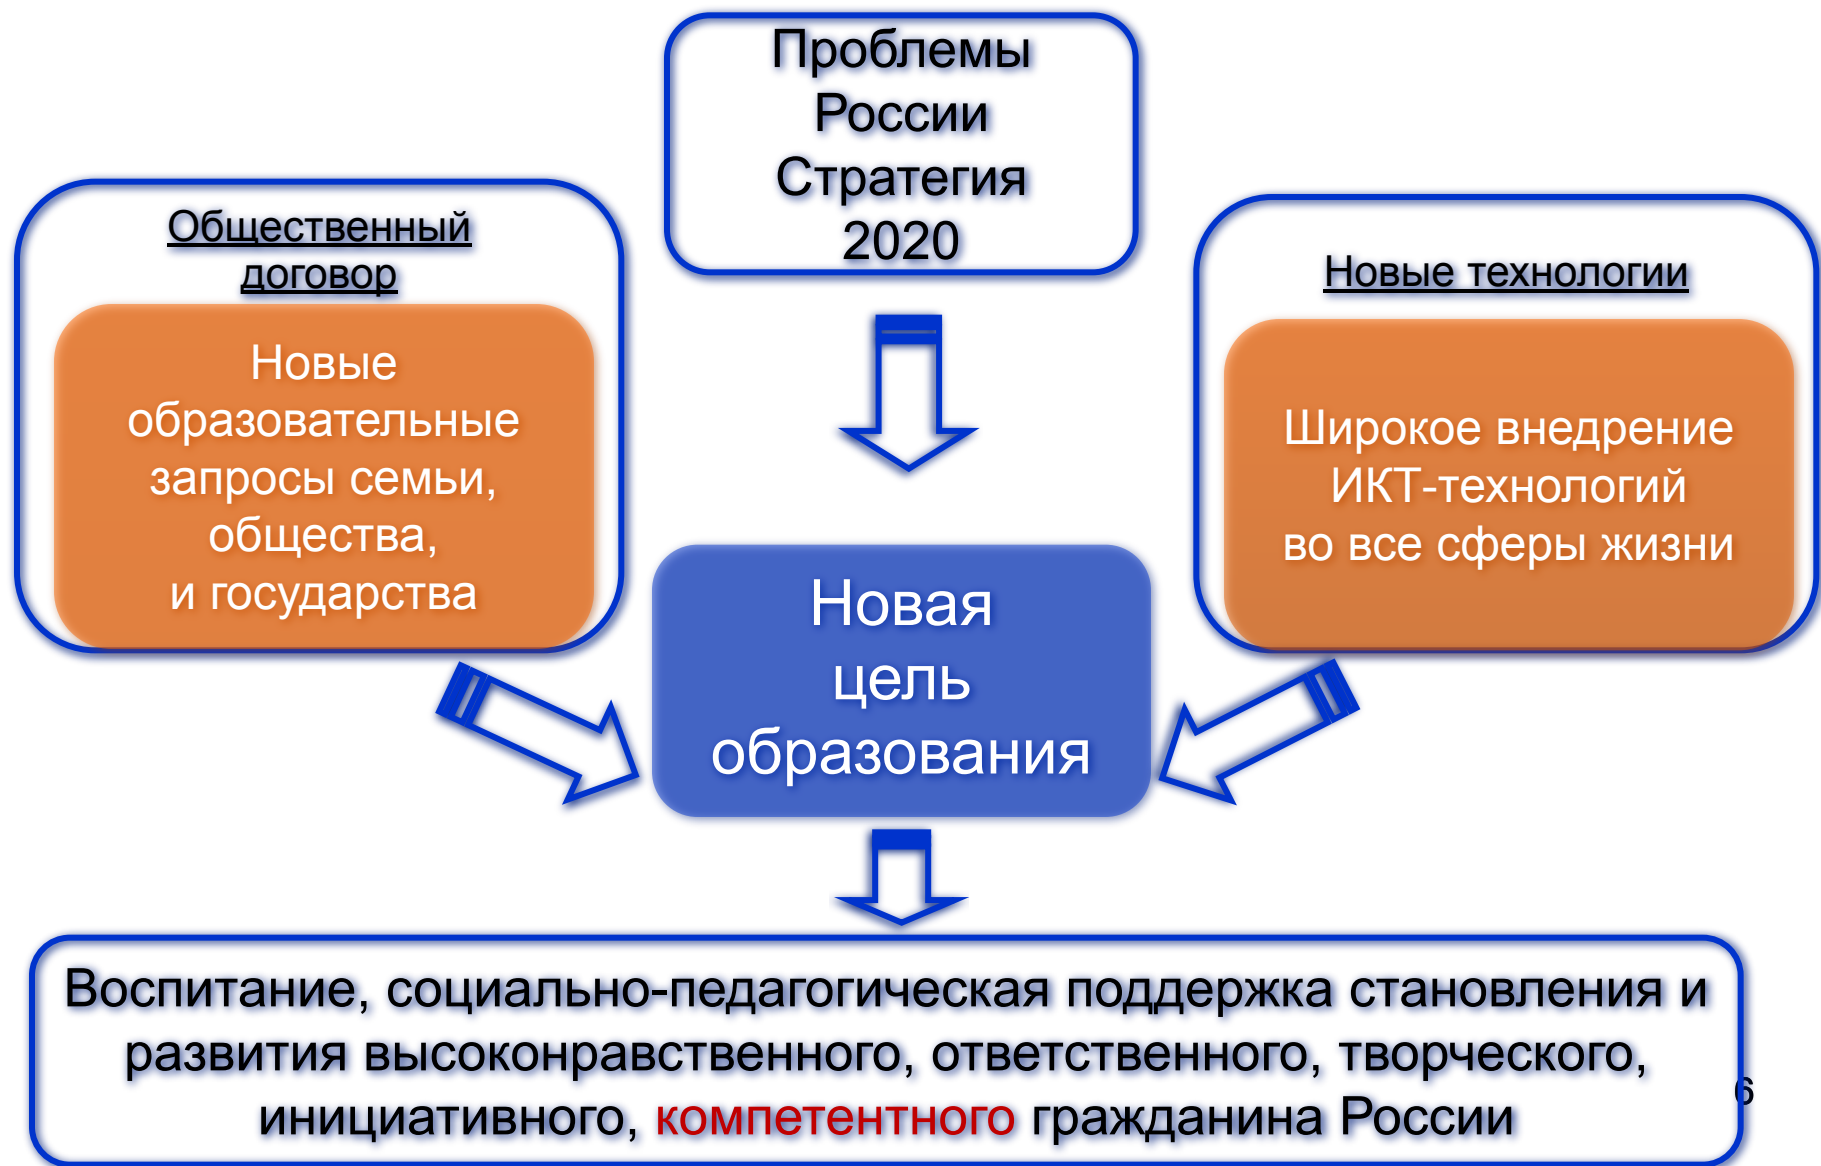 Проблемы
России
Стратегия
2020
Общественный
договор
Новые
образовательные
запросы семьи,
общества,
и государства
Новые технологии
Широкое внедрение
ИКТ-технологий
во все сферы жизни
Новая
цель
образования
Воспитание, социально-педагогическая поддержка становления и
развития высоконравственного, ответственного, творческого,
инициативного, компетентного гражданина России
6